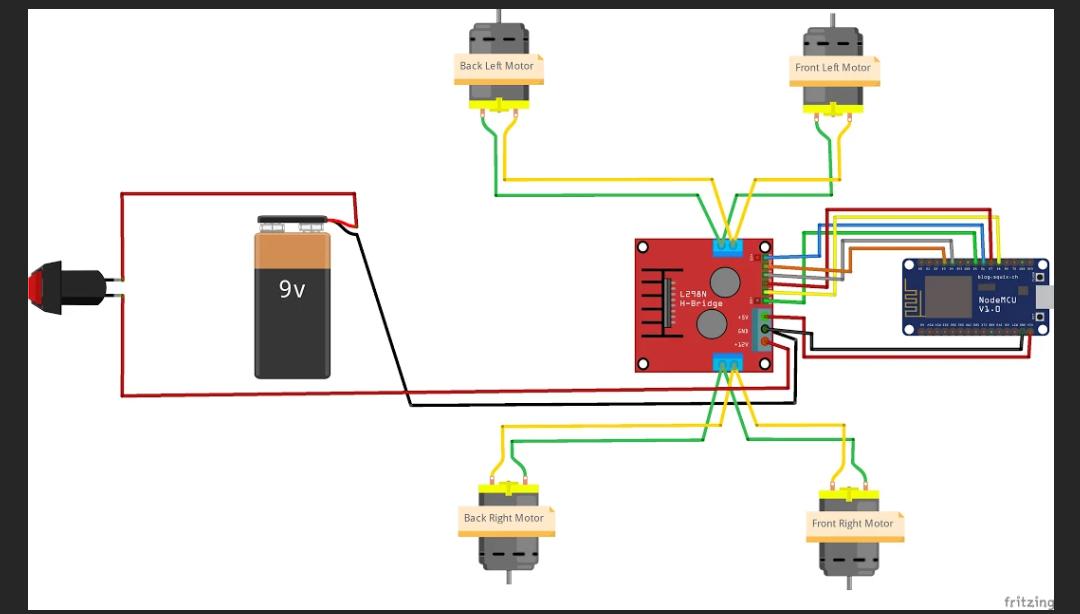 Back Left Motor
Front Left Motor
9v
L298N
H-Bridge
+5V
GND
+12V
blog.squix.ch
NodeMCU
V1.0
Back Right Motor
Front Right Motor
fritzing